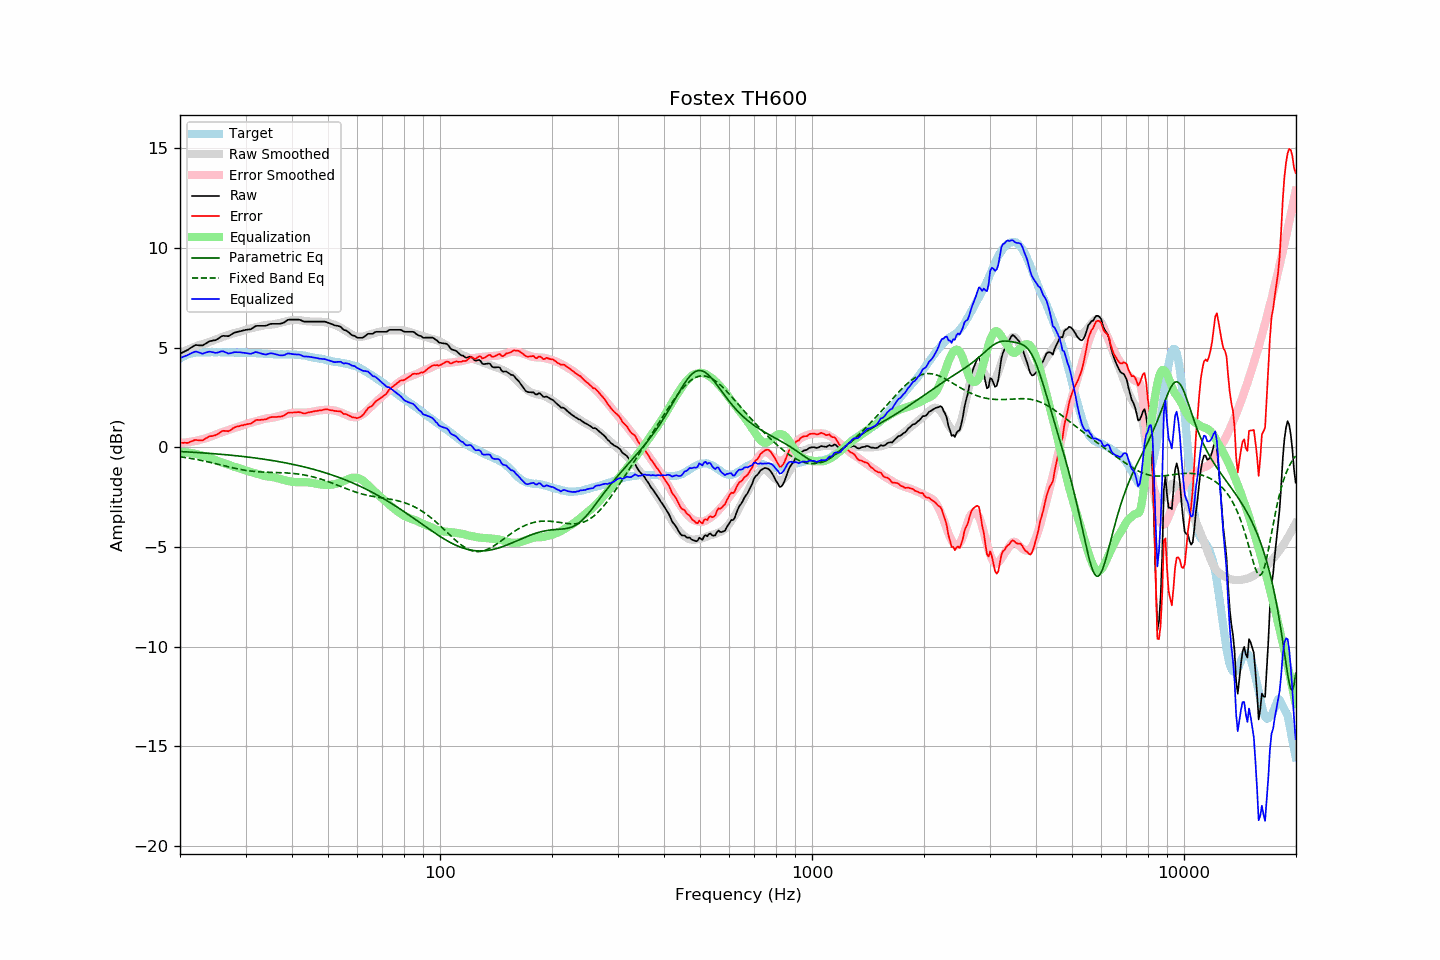 Fostex TH600
Target
Raw Smoothed
Error Smoothed
Raw
Error
Equalization
Parametric Eq
Fixed Band Eq
Equalized
15
10
5
0
−5
−10
−15
−20
Amplitude (dBr)
100
1000
10000
Frequency (Hz)